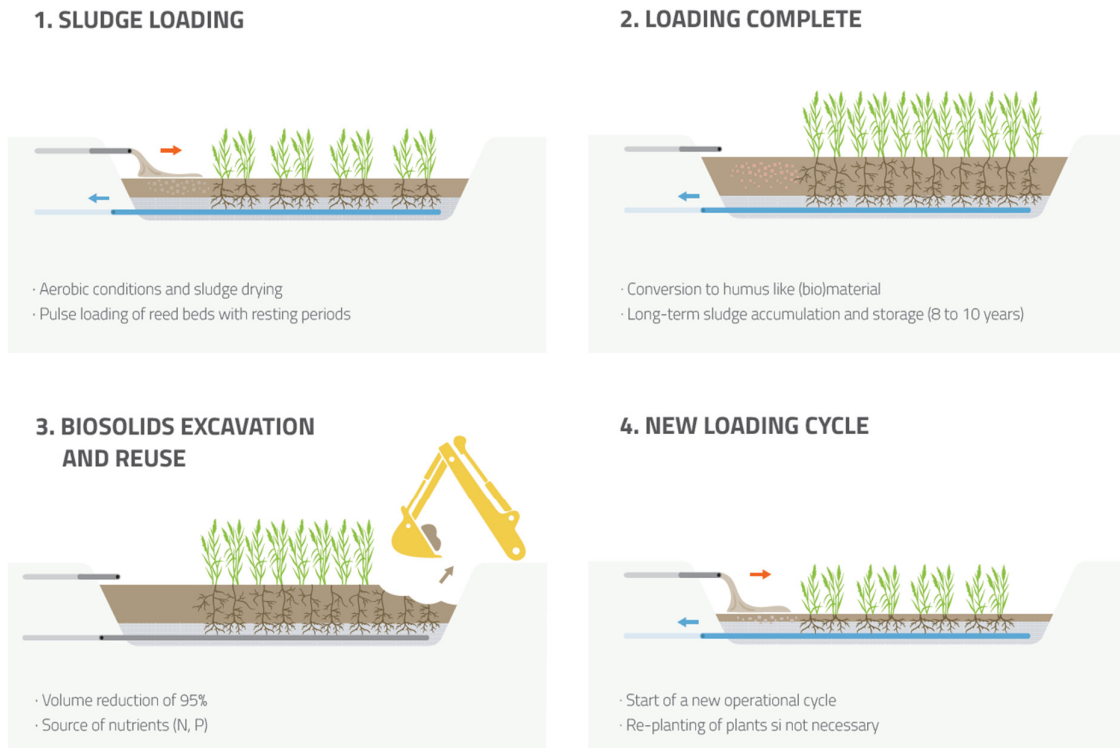 1. SLUDGE LOADING
· Aerobic conditions and sludge drying
· Pulse loading of reed beds with resting periods
2. LOADING COMPLETE
· Conversion to humus like (bio)material
· Long-term sludge accumulation and storage (8 to 10 years)
3. BIOSOLIDS EXCAVATION
AND REUSE
· Volume reduction of 95%
· Source of nutrients (N, P)
4. NEW LOADING CYCLE
· Start of a new operational cycle
· Re-planting of plants si not necessary